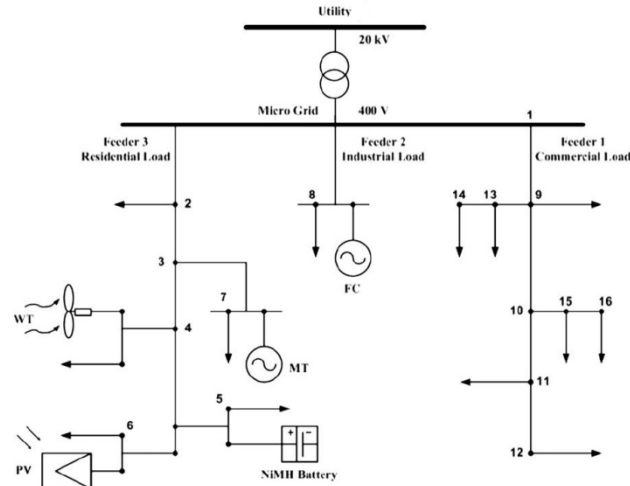 Utility
20 kV
Micro Grid 400 V
1
Feeder 3
Residential Load
Feeder 2
Industrial Load
Feeder 1
Commercial Load
2
8
14 13 9
3
FC
7
WT
4
10 15 16
MT
11
5
6
+ -
12
PV
NiMH Battery